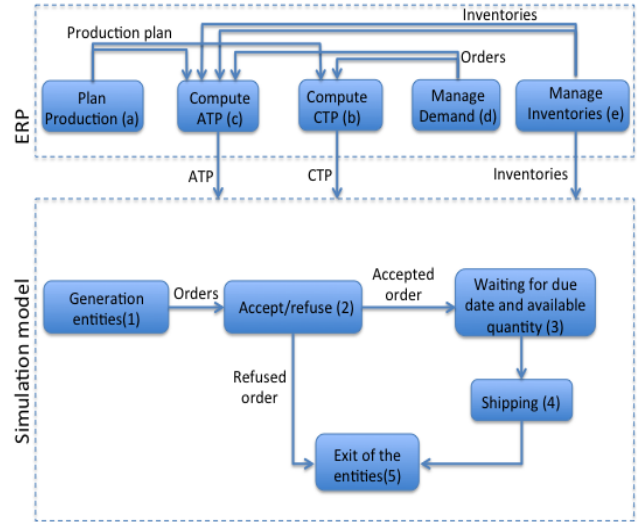 Inventories
Production plan
Orders
Plan
Production (a)
Compute
ATP (c)
Compute
CTP (b)
Manage
Demand (d)
Manage
Inventories (e)
ERP
ATP
CTP
Inventories
Simulation model
Generation
entities(1)
Orders
Accept/refuse (2)
Accepted
order
Waiting for due
date and available
quantity (3)
Refused
order
Shipping (4)
Exit of the
entities(5)